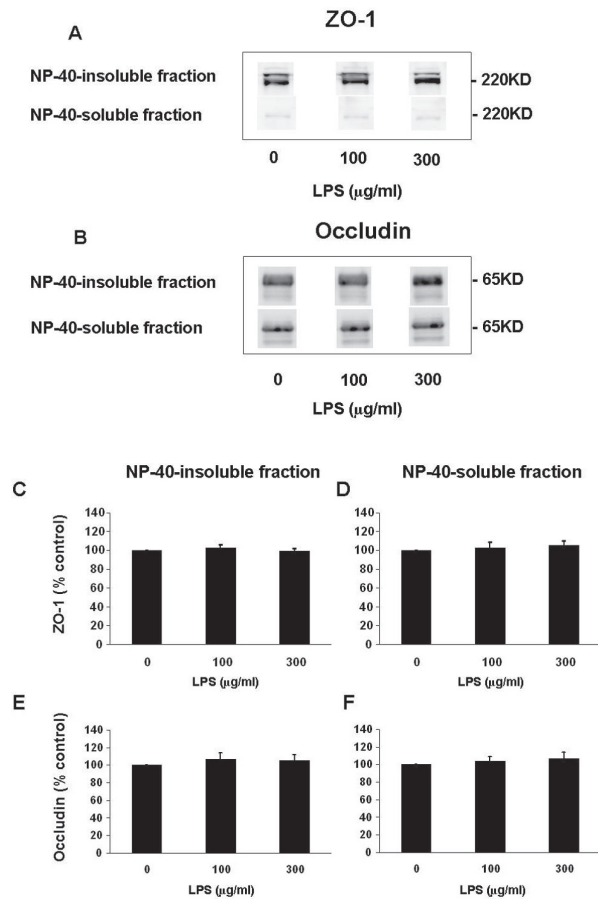 A
ZO-1
NP-40-insoluble fraction
- 220KD
NP-40-soluble fraction
- 220KD
0 100 300
LPS (µg/ml)
B
Occludin
NP-40-insoluble fraction
- 65KD
NP-40-soluble fraction
- 65KD
0 100 300
LPS (µg/ml)
NP-40-insoluble fraction
NP-40-soluble fraction
C
ZO-1 (% control)
140
120
100
80
60
40
20
0
0 100 300
LPS (µg/ml)
D
140
120
100
80
60
40
20
0
0 100 300
LPS (µg/ml)
E
Occludin (% control)
140
120
100
80
60
40
20
0
0 100 300
LPS (µg/ml)
F
140
120
100
80
60
40
20
0
0 100 300
LPS (µg/ml)